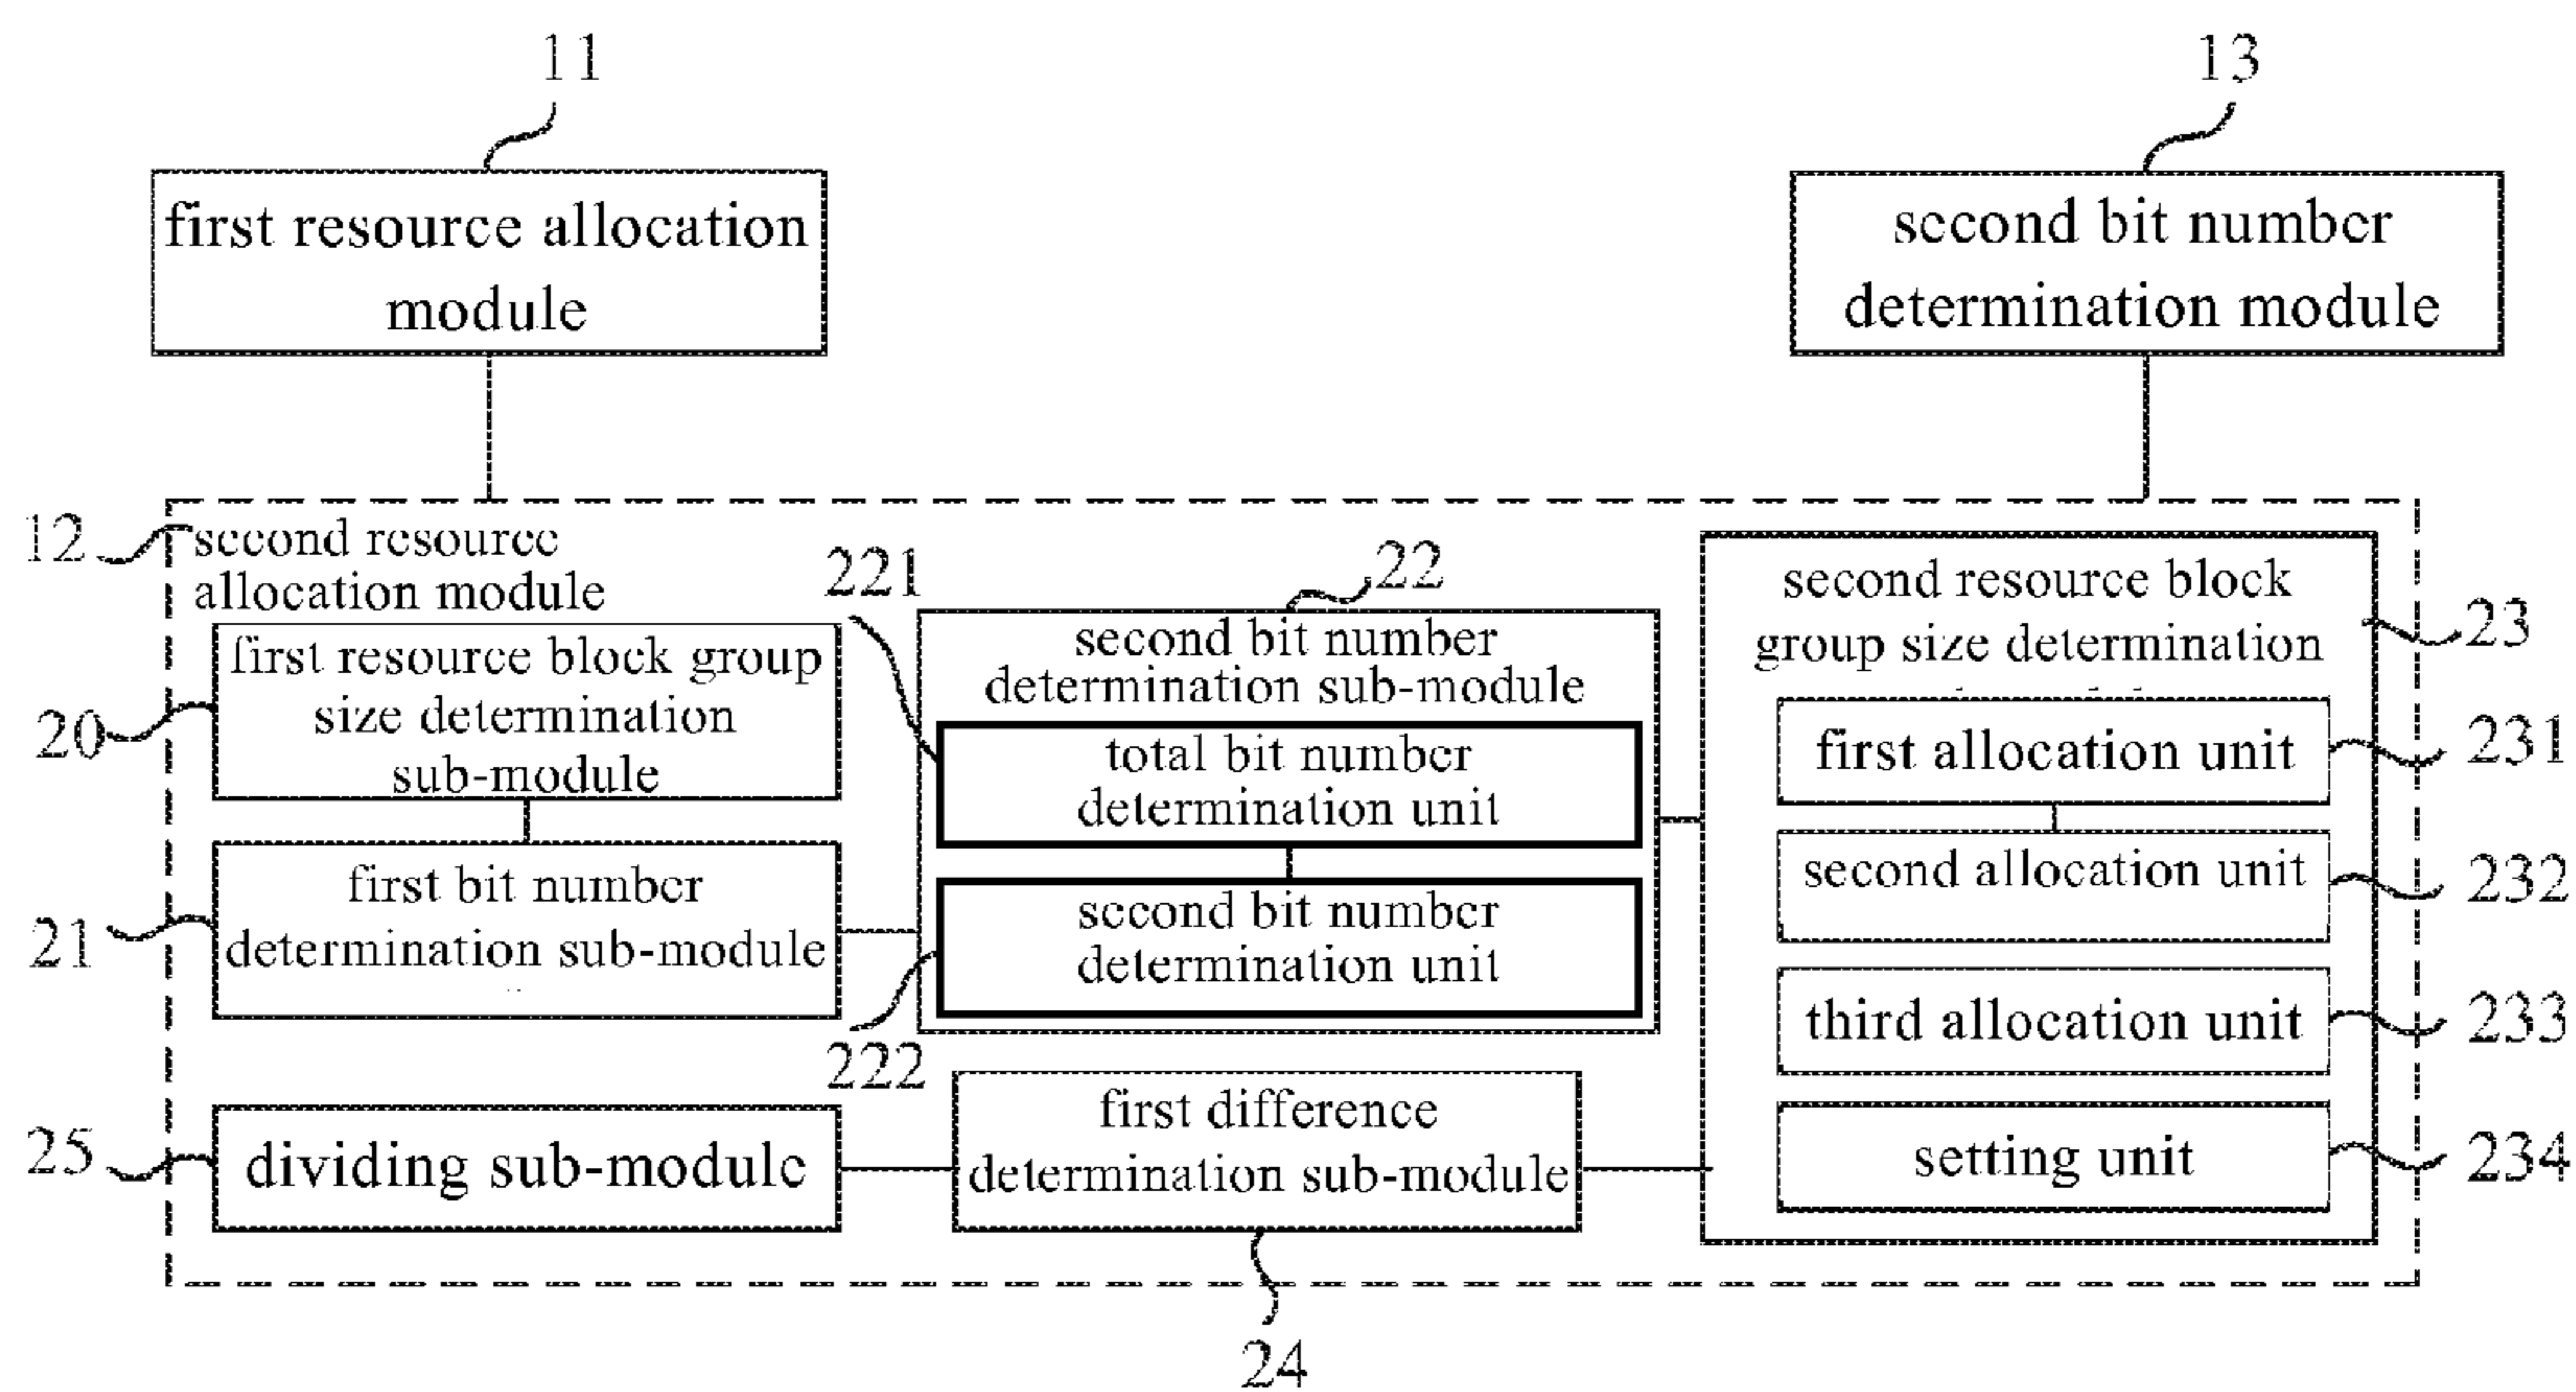 11
13
first resource allocation
module
second bit number
determination module
12
second resource
allocation module
221
22
second resource block
group size determination
23
first resource block group
size determination
sub-module
20
second bit number
determination sub-module
total bit number
determination unit
first allocation unit
231
first bit number
determination sub-module
21
second bit number
determination unit
222
second allocation unit
232
third allocation unit
233
25
dividing sub-module
first difference
determination sub-module
24
setting unit
234